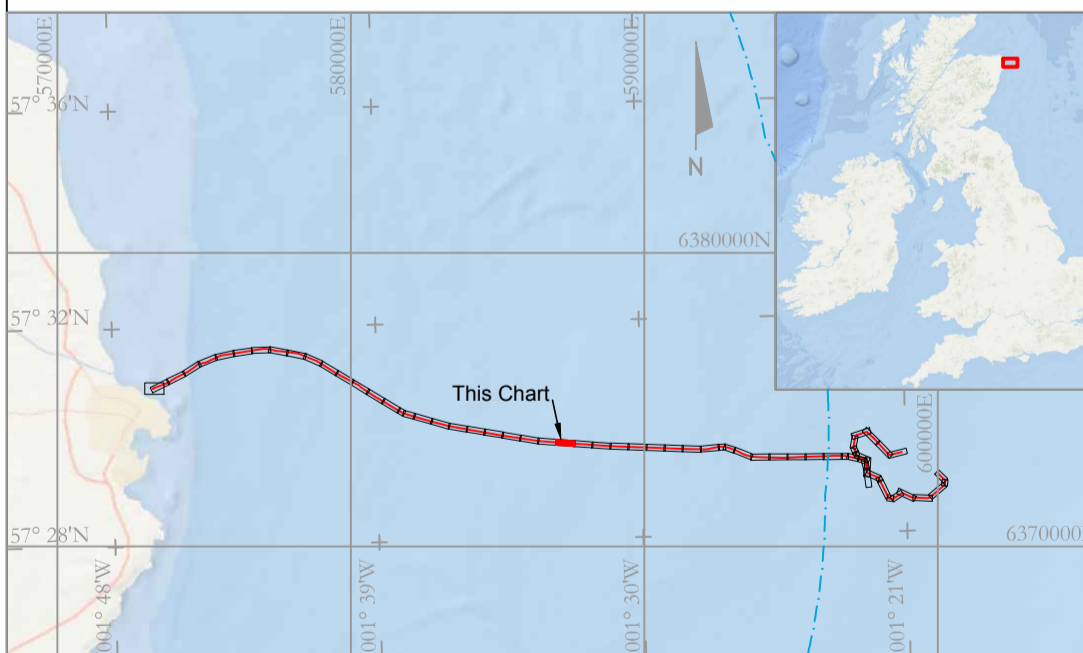 570000E
580000E
590000E
57° 36'N
N
6380000N
57° 32'N
This Chart
600000E
57° 28'N
6370000
001° 48'W
001° 39'W
001° 30'W
001° 21'W